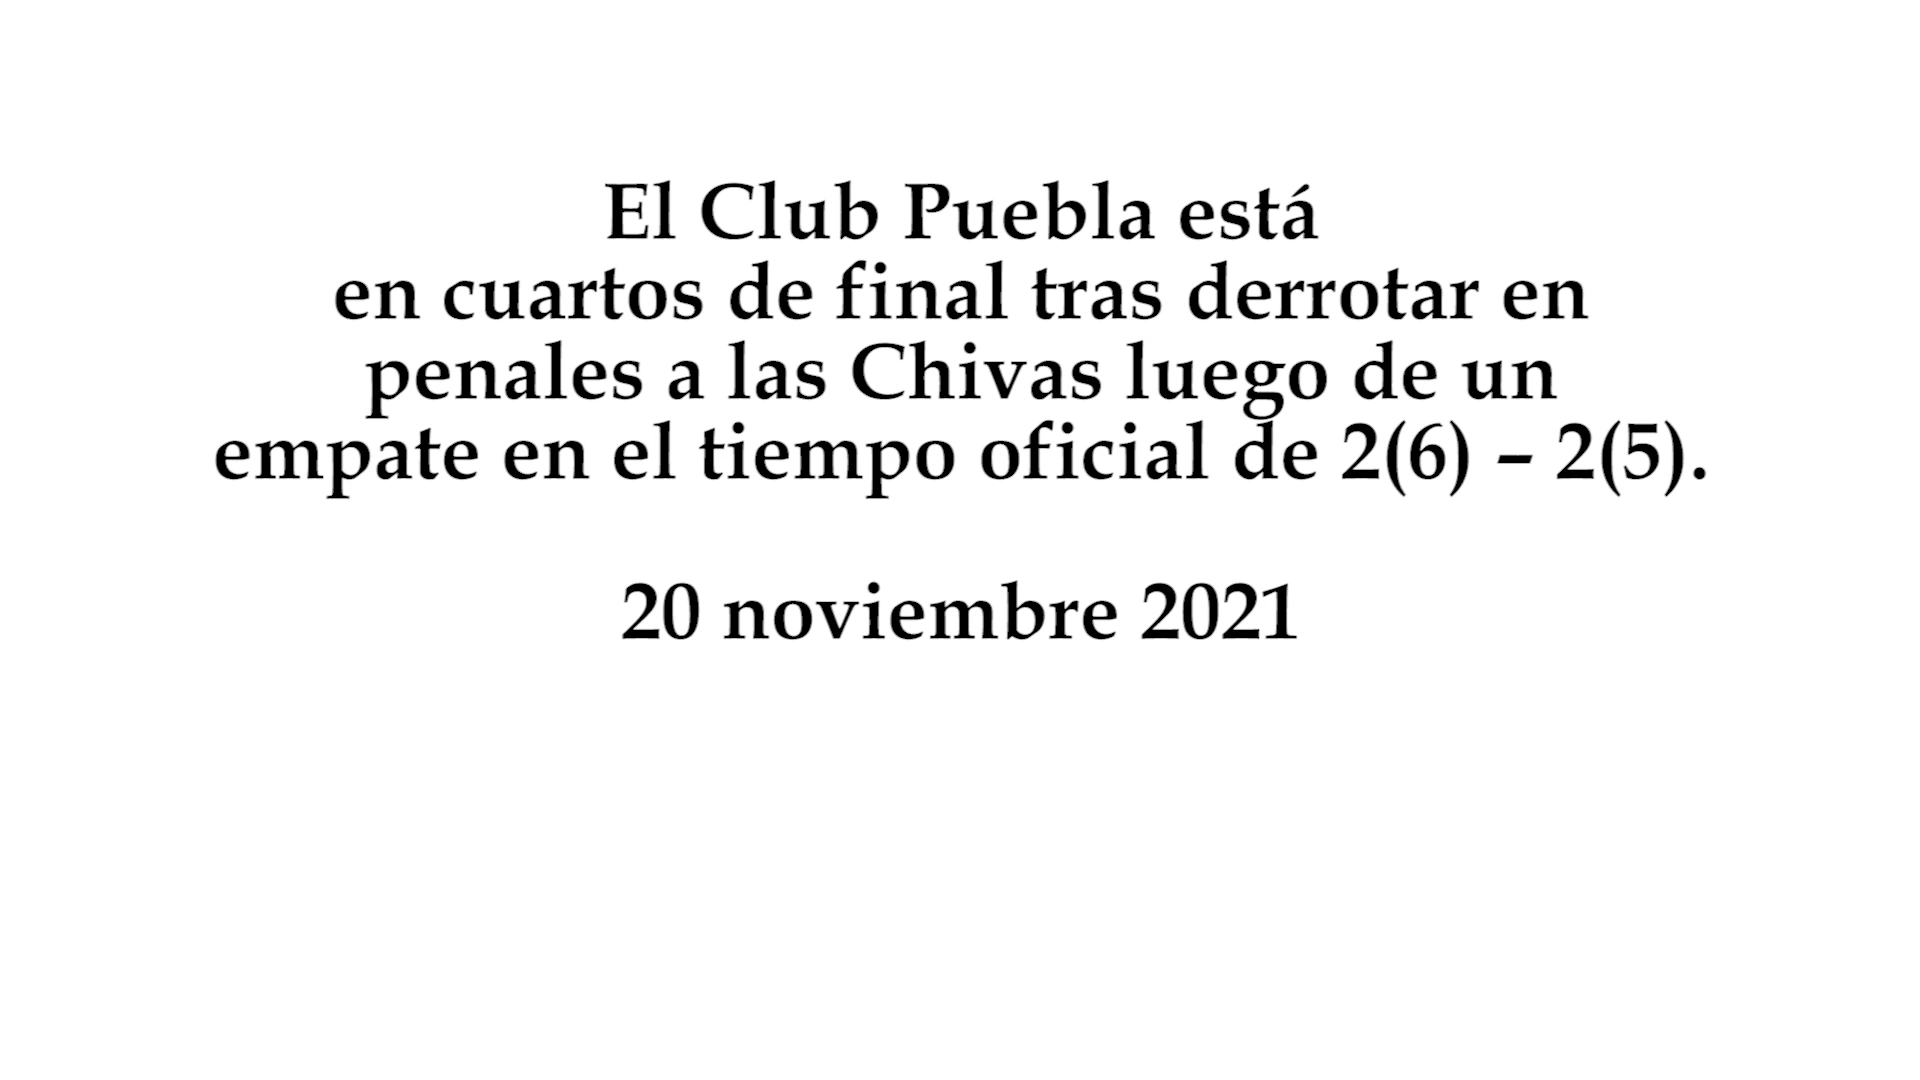 El Club Puebla está
en cuartos de final tras derrotar en
penales a las Chivas luego de un
empate en el tiempo oficial de 2(6) – 2(5).
20 noviembre 2021